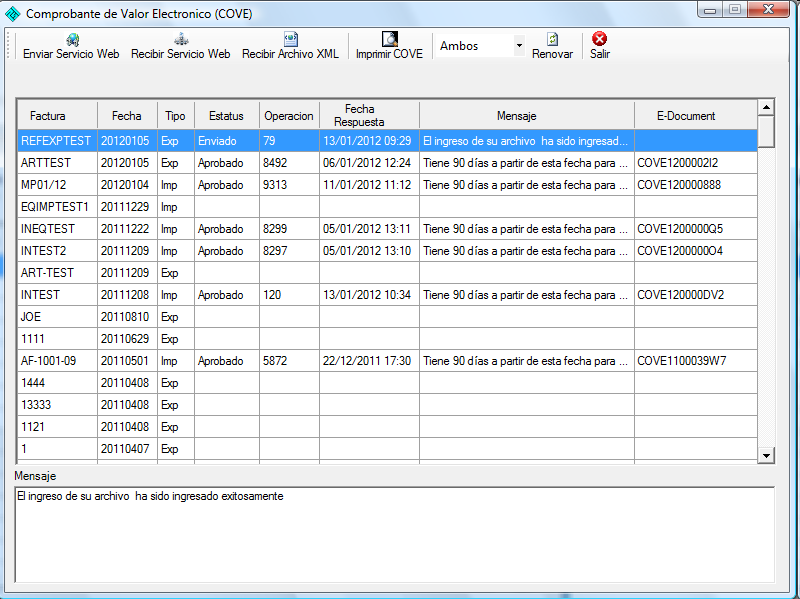 Comprobante de Valor Electronico (COVE)
Enviar Servicio Web Recibir Servicio Web Recibir Archivo XML Imprimir COVE Ambos Renovar Salir
Factura Fecha Tipo Estatus Operacion Fecha Respuesta Mensaje E-Document
REFEXPTEST 20120105 Exp Enviado 79 13/01/2012 09:29 El ingreso de su archivo  ha sido ingresad...
ARTTEST 20120105 Exp Aprobado 8492 06/01/2012 12:24 Tiene 90 días a partir de esta fecha para ... COVE1200002I2
MP01/12 20120104 Imp Aprobado 9313 11/01/2012 11:12 Tiene 90 días a partir de esta fecha para ... COVE120000888
EQIMPTEST1 20111229 Imp
INEQTEST 20111222 Imp Aprobado 8299 05/01/2012 13:11 Tiene 90 días a partir de esta fecha para ... COVE1200000Q5
INTEST2 20111209 Imp Aprobado 8297 05/01/2012 13:10 Tiene 90 días a partir de esta fecha para ... COVE1200000O4
ART-TEST 20111209 Exp
INTEST 20111208 Imp Aprobado 120 13/01/2012 10:34 Tiene 90 días a partir de esta fecha para ... COVE120000DV2
JOE 20110810 Exp
1111 20110629 Exp
AF-1001-09 20110501 Imp Aprobado 5872 22/12/2011 17:30 Tiene 90 días a partir de esta fecha para ... COVE1100039W7
1444 20110408 Exp
13333 20110408 Exp
1121 20110408 Exp
1 20110407 Exp
Mensaje
El ingreso de su archivo  ha sido ingresado exitosamente